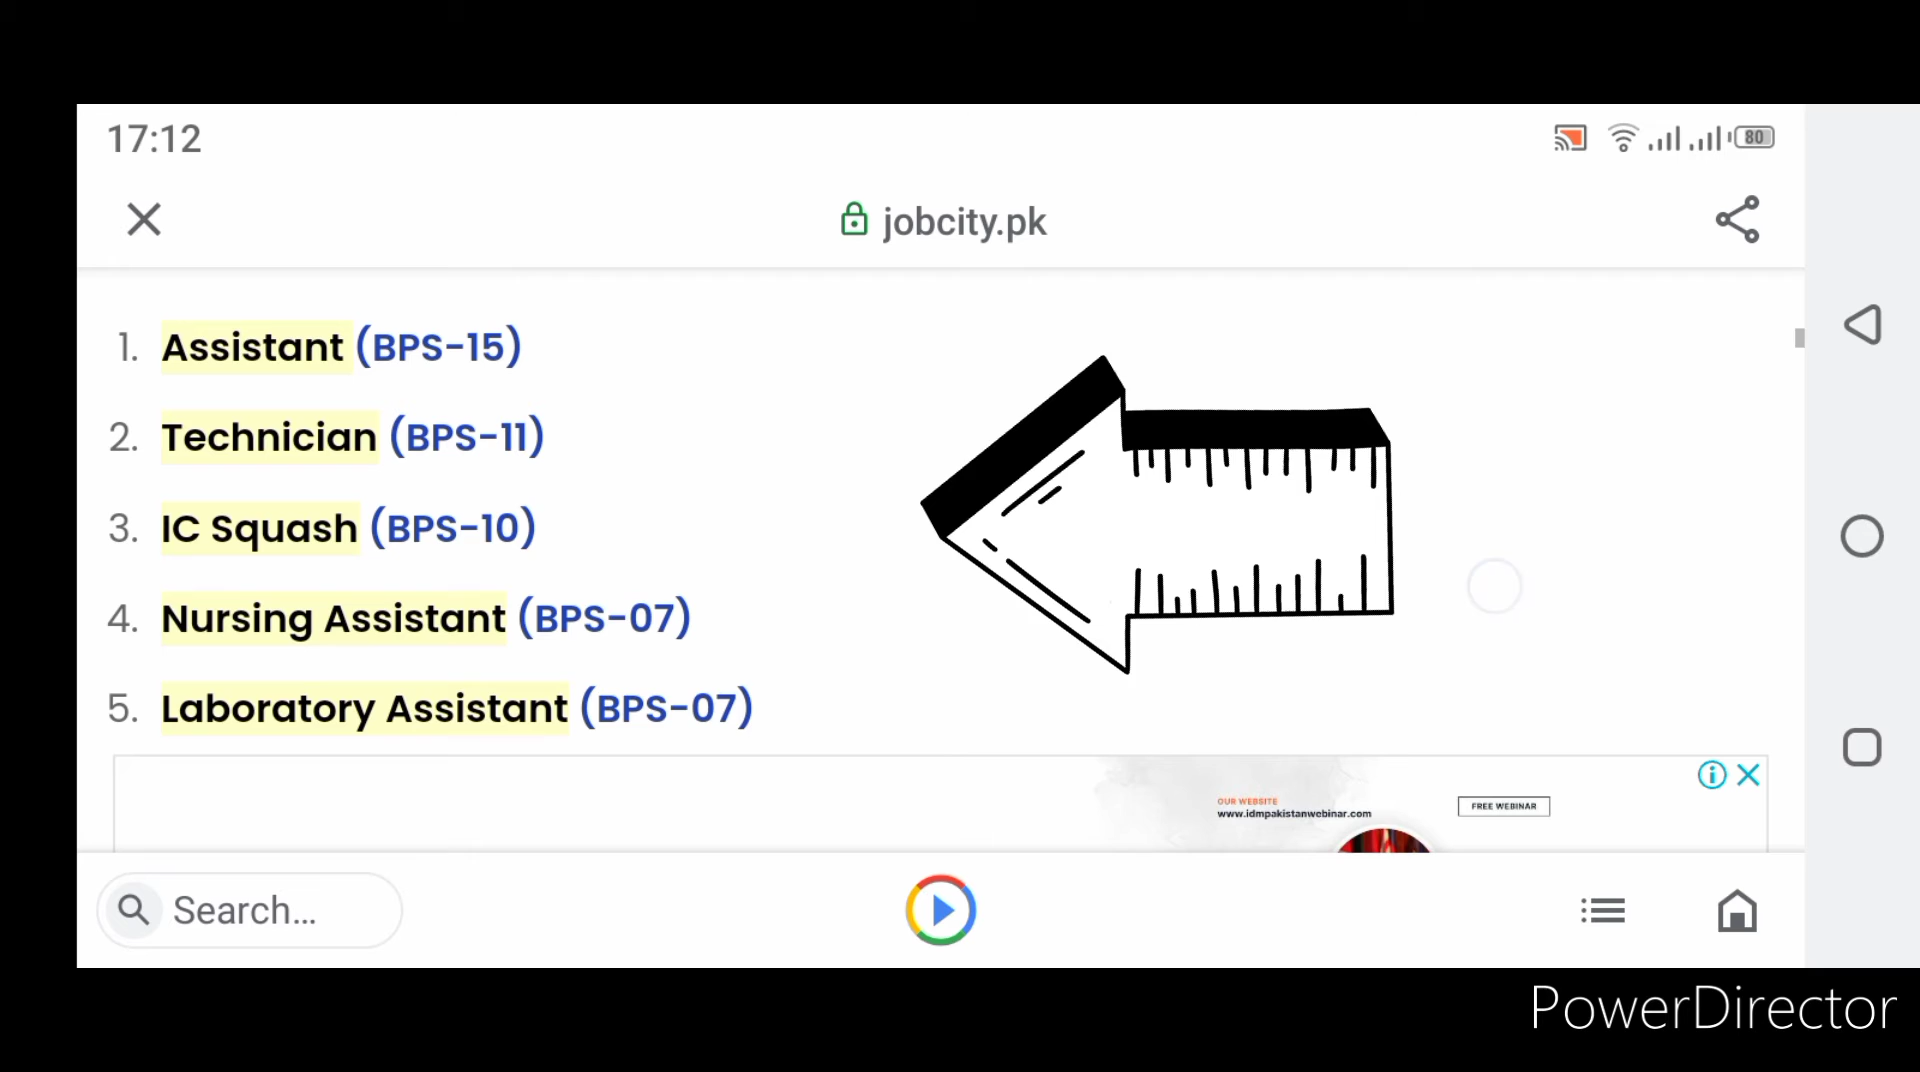 17:12
80
jobcity.pk
1. Assistant (BPS-15)
2. Technician (BPS-11)
3. IC Squash (BPS-10)
4. Nursing Assistant (BPS-07)
5. Laboratory Assistant (BPS-07)
OUR WEBSITE
www.idmpakistanwebinar.com
FREE WEBINAR
Search...
PowerDirector